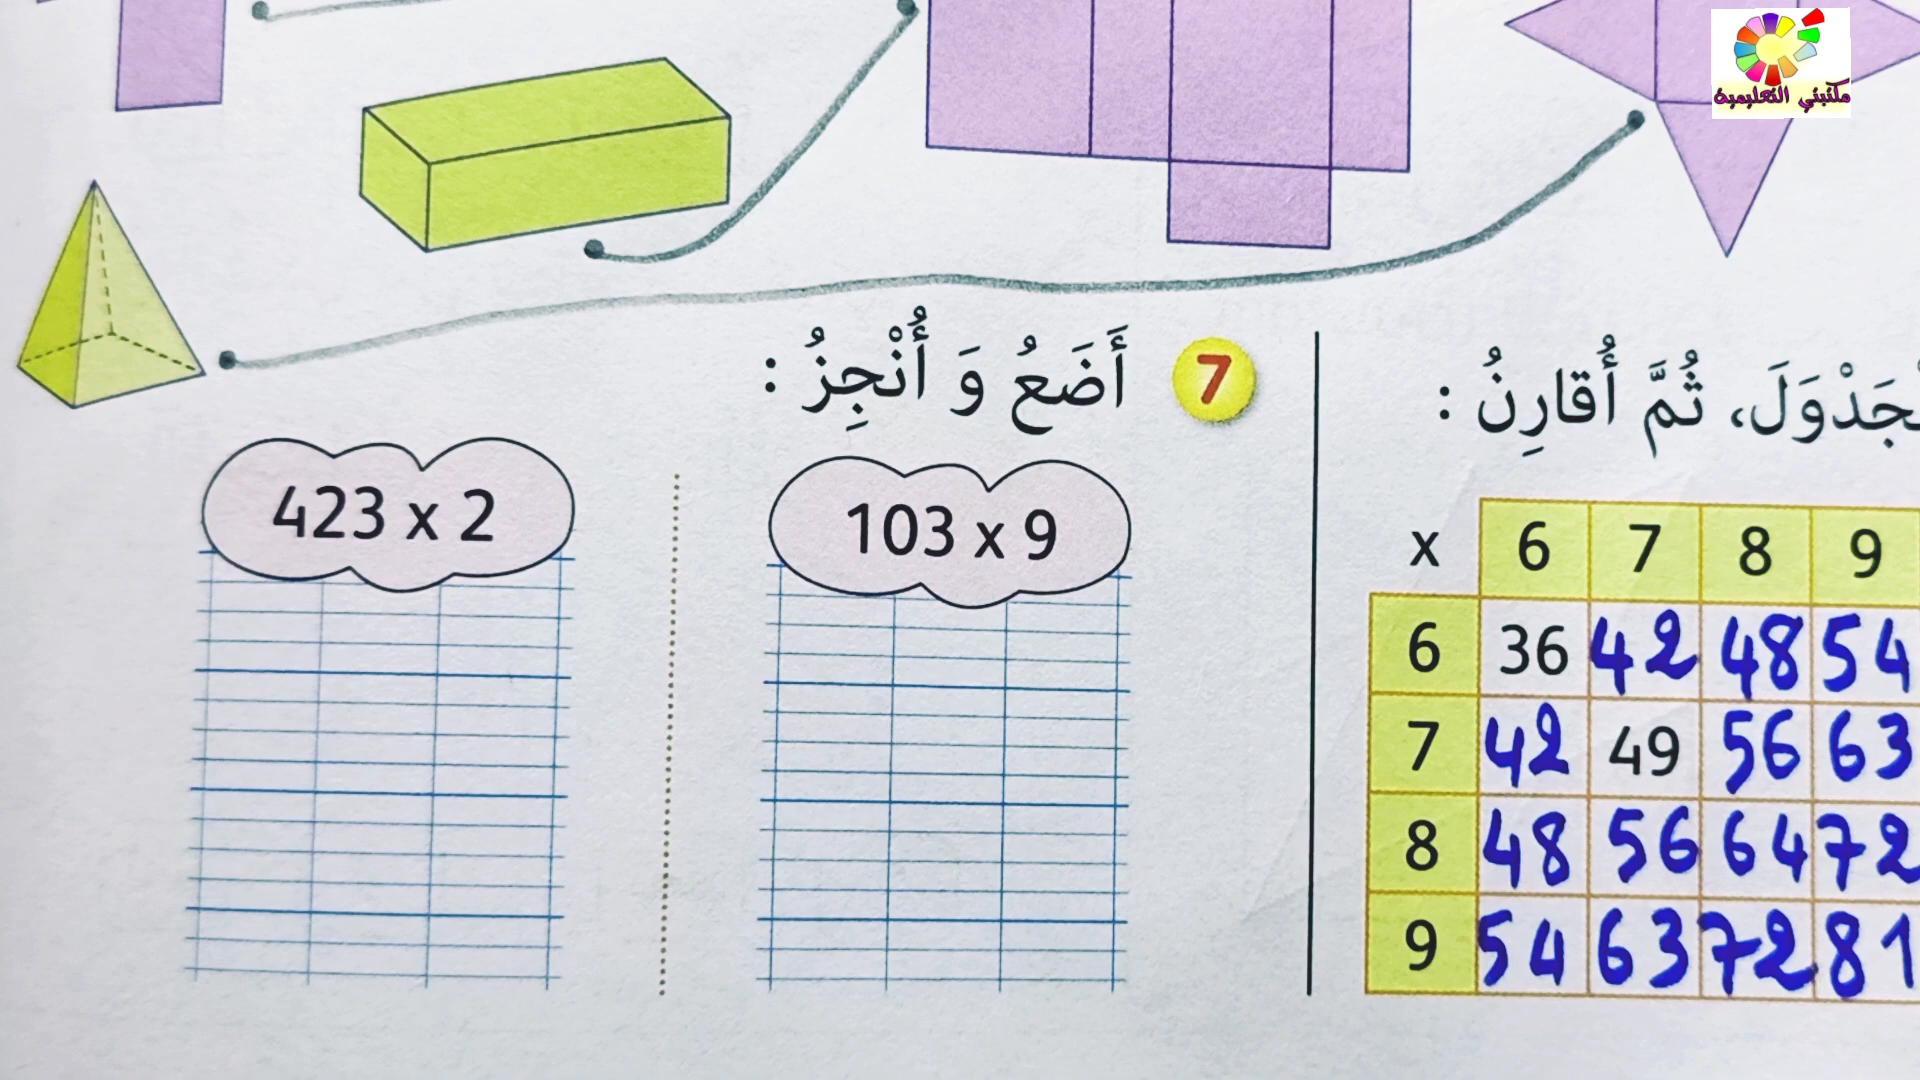 مكتبتي التعليمية
لْجَدْوَلَ، ثُمَّ أُقارِنُ :
x 6 7 8 9
6 36 42 48 54
7 42 49 56 63
8 48 56 64 72
9 54 63 72 81
7 أَضَعُ وَ أُنْجِزُ :
103 x 9
423 x 2